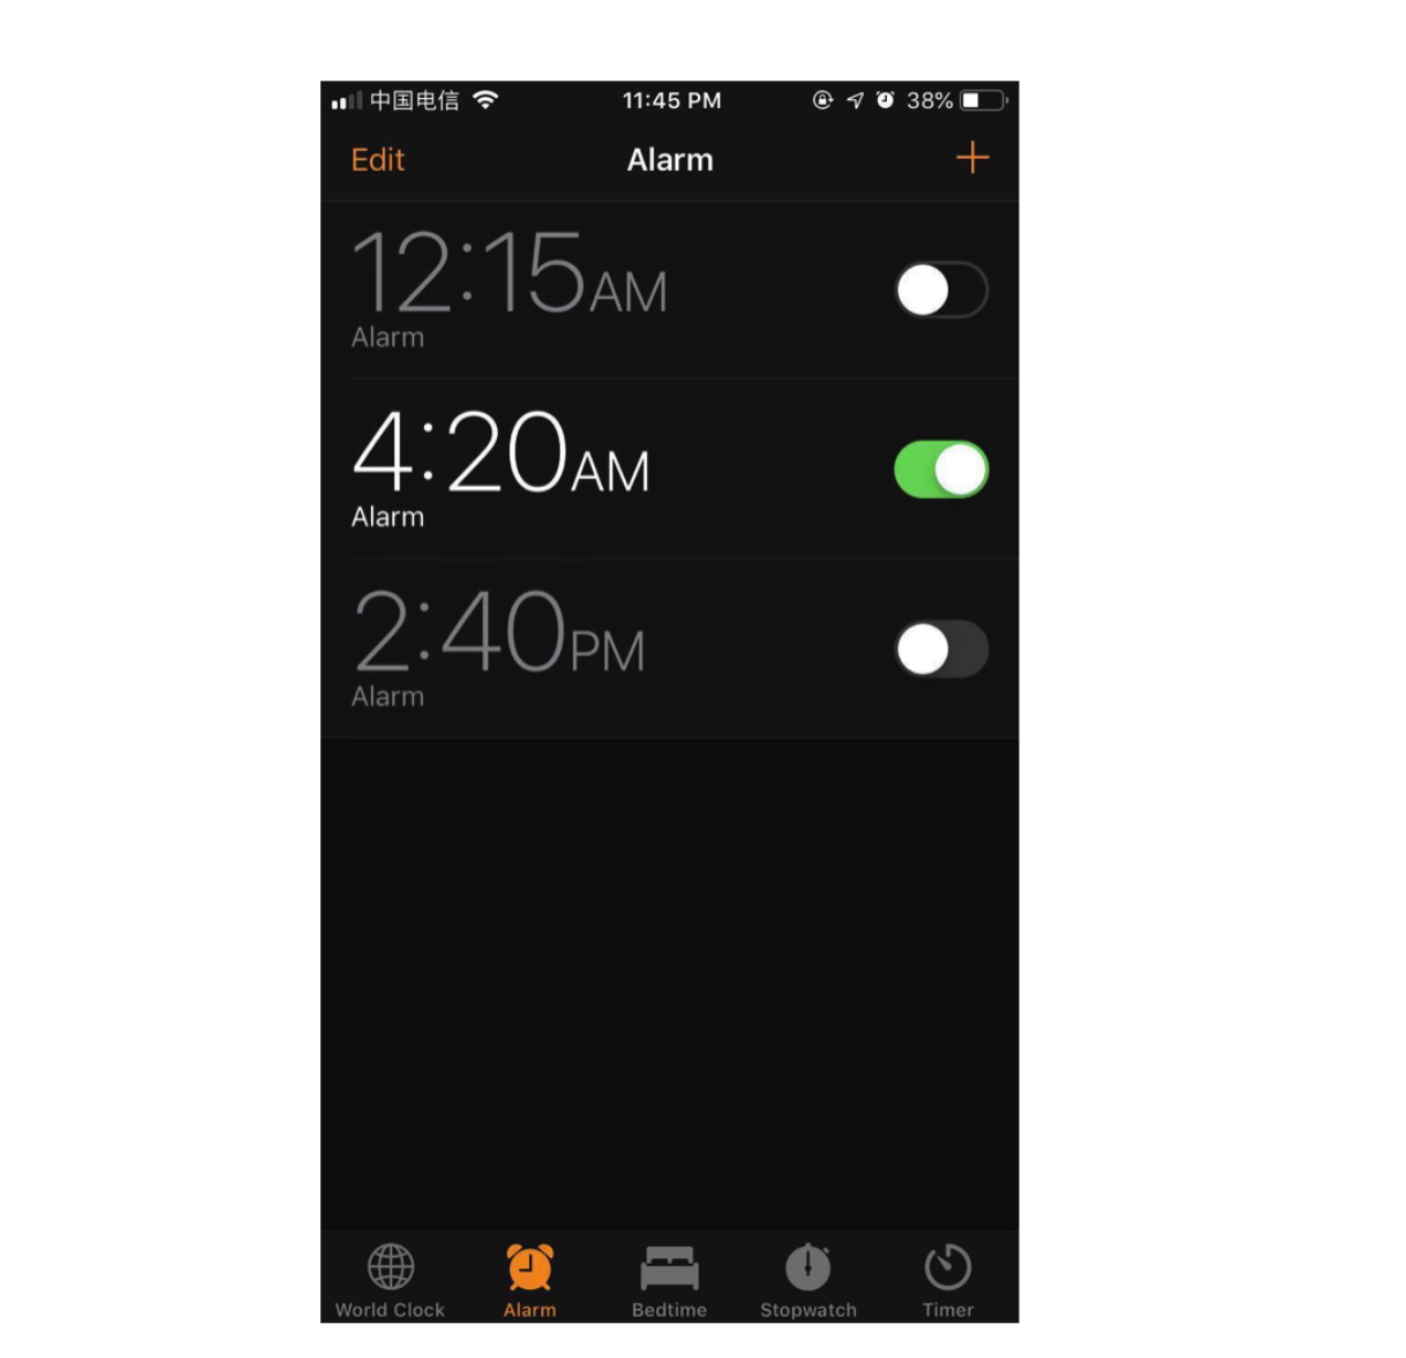 中国电信 11:45 PM 38%
Edit Alarm
12:15AM
Alarm
4:20AM
Alarm
2:40PM
Alarm
World Clock Alarm Bedtime Stopwatch Timer